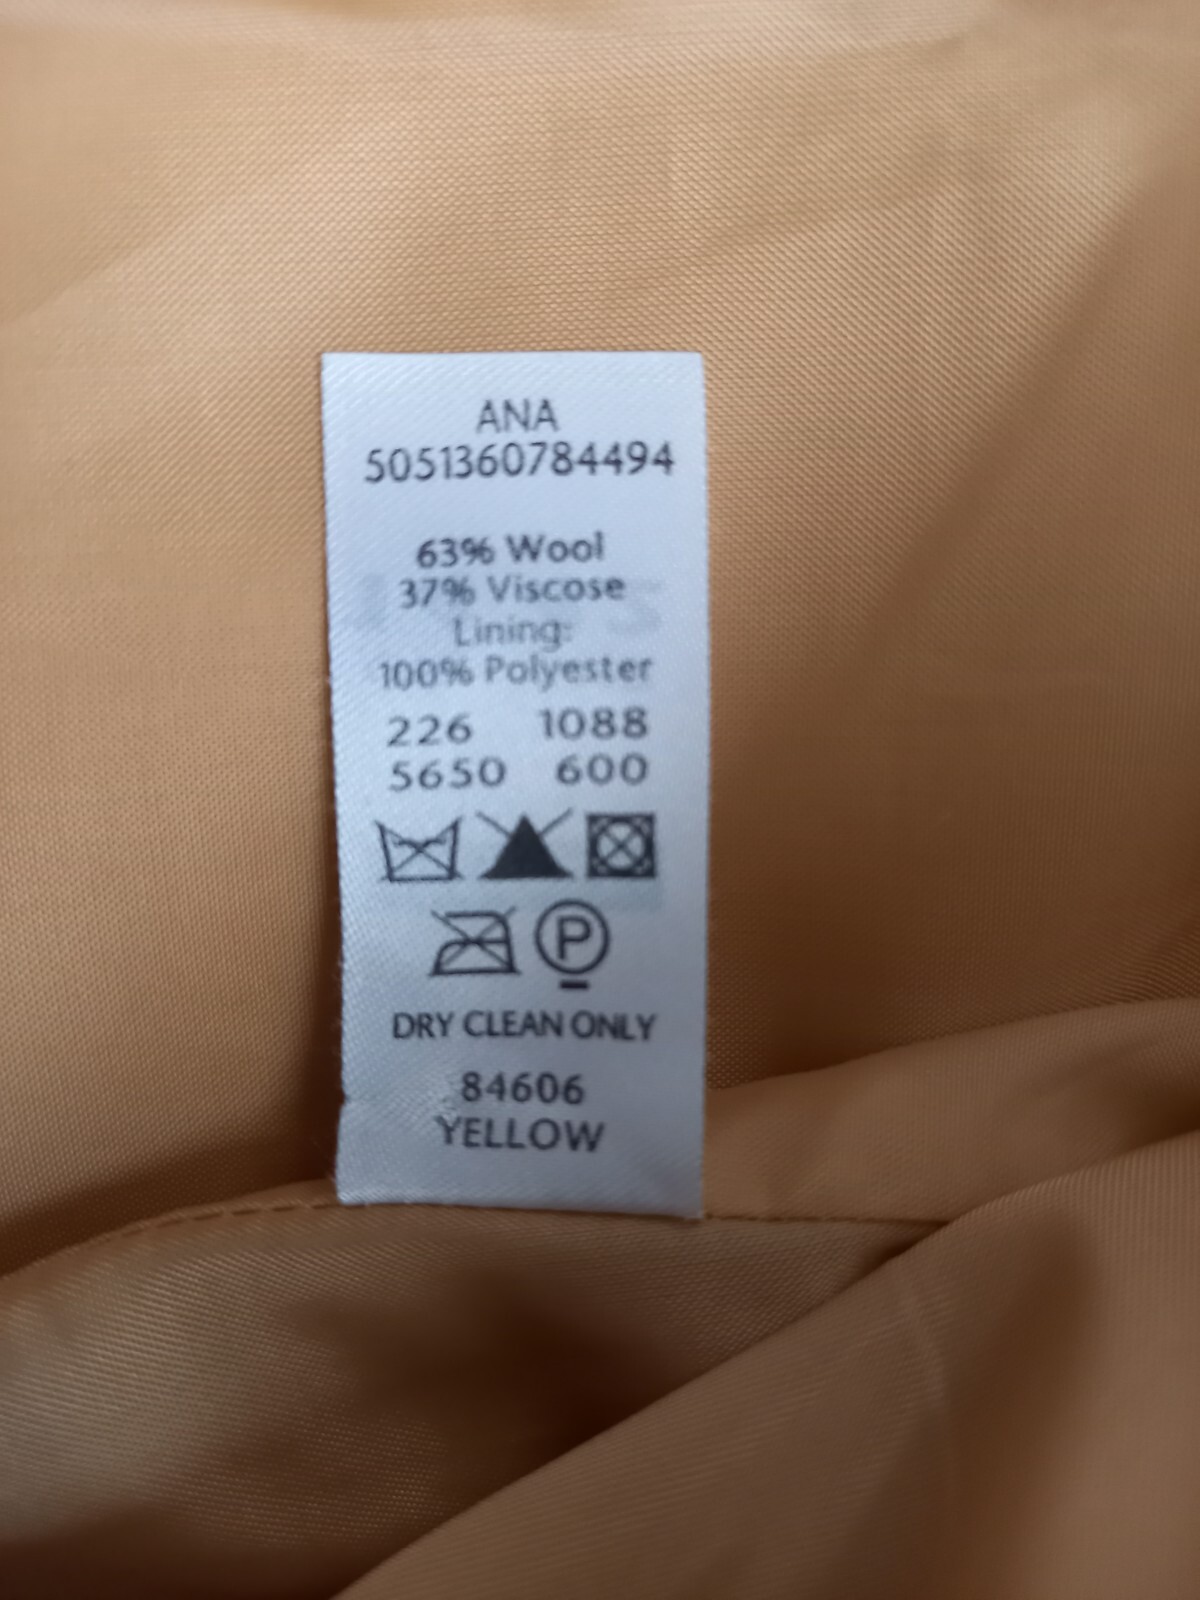 ANA
5051360784494
63% Wool
37% Viscose
Lining:
100% Polyester
226 1088
5650 600
P
DRY CLEAN ONLY
84606
YELLOW